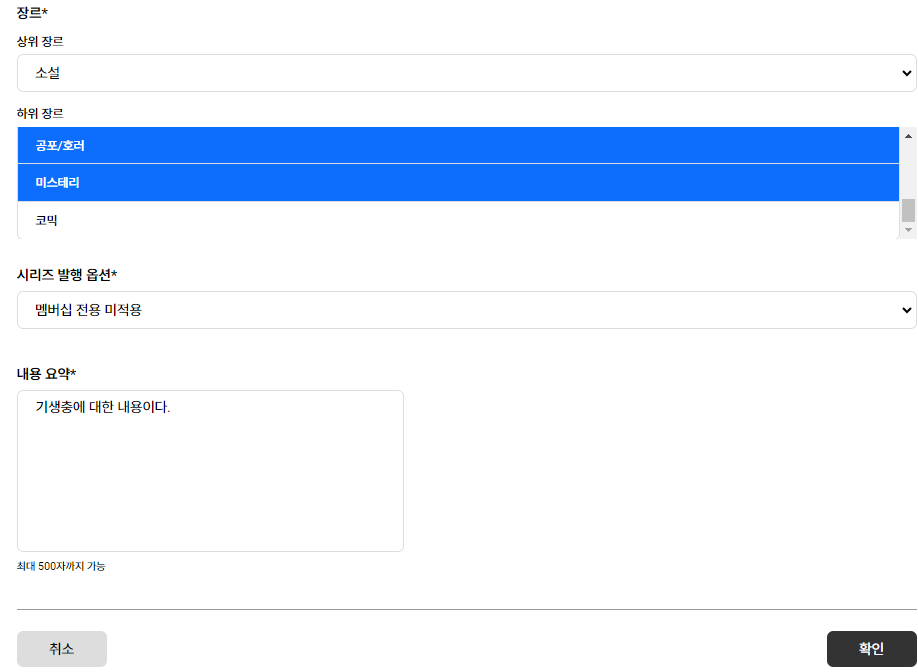 장르*
상위 장르
소설
하위 장르
공포/호러
미스테리
코믹
시리즈 발행 옵션*
멤버십 전용 미적용
내용 요약*
기생충에 대한 내용이다.
최대 500자까지 가능
취소
확인